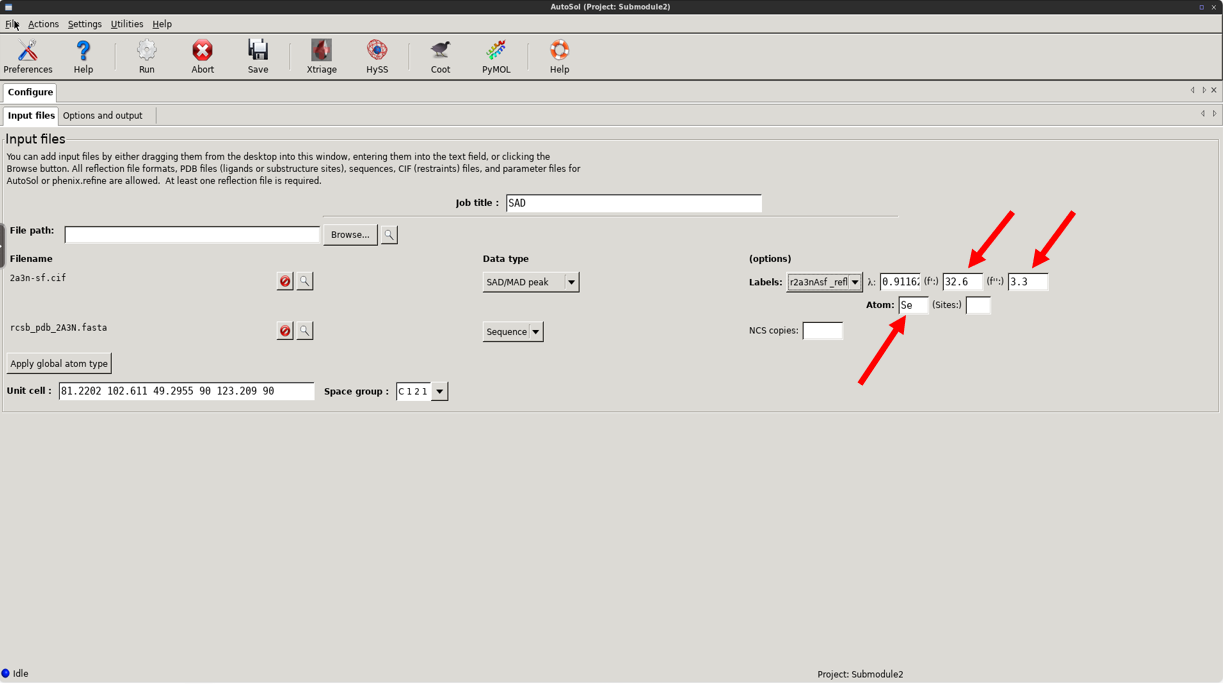 AutoSol (Project: Submodule2)
File Actions Settings Utilities Help
Preferences Help Run Abort Save Xtriage HySS Coot PyMOL Help
Configure
Input files Options and output
Input files
You can add input files by either dragging them from the desktop into this window, entering them into the text field, or clicking the
Browse button. All reflection file formats, PDB files (ligands or substructure sites), sequences, CIF (restraints) files, and parameter files for
AutoSol or phenix.refine are allowed. At least one reflection file is required.
Job title : SAD
File path: Browse...
Filename Data type (options)
2a3n-sf.cif SAD/MAD peak Labels: r2a3nAsf _refl λ: 0.91162 (f':) 32.6 (f'':) 3.3
Atom: Se (Sites:)
rcsb_pdb_2A3N.fasta Sequence NCS copies:
Apply global atom type
Unit cell : 81.2202 102.611 49.2955 90 123.209 90 Space group : C 1 2 1
Idle Project: Submodule2